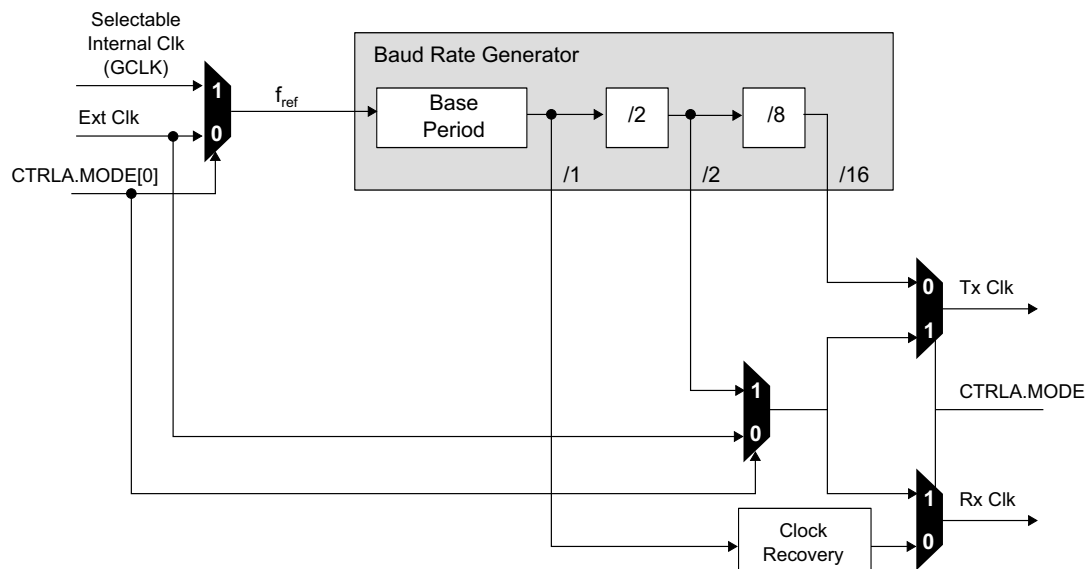 Selectable
Internal Clk
(GCLK)
Ext Clk
CTRLA.MODE[0]
1
0
fref
Baud Rate Generator
Base
Period
/2
/8
/1
/2
/16
0
1
Tx Clk
1
0
CTRLA.MODE
1
0
Rx Clk
Clock
Recovery